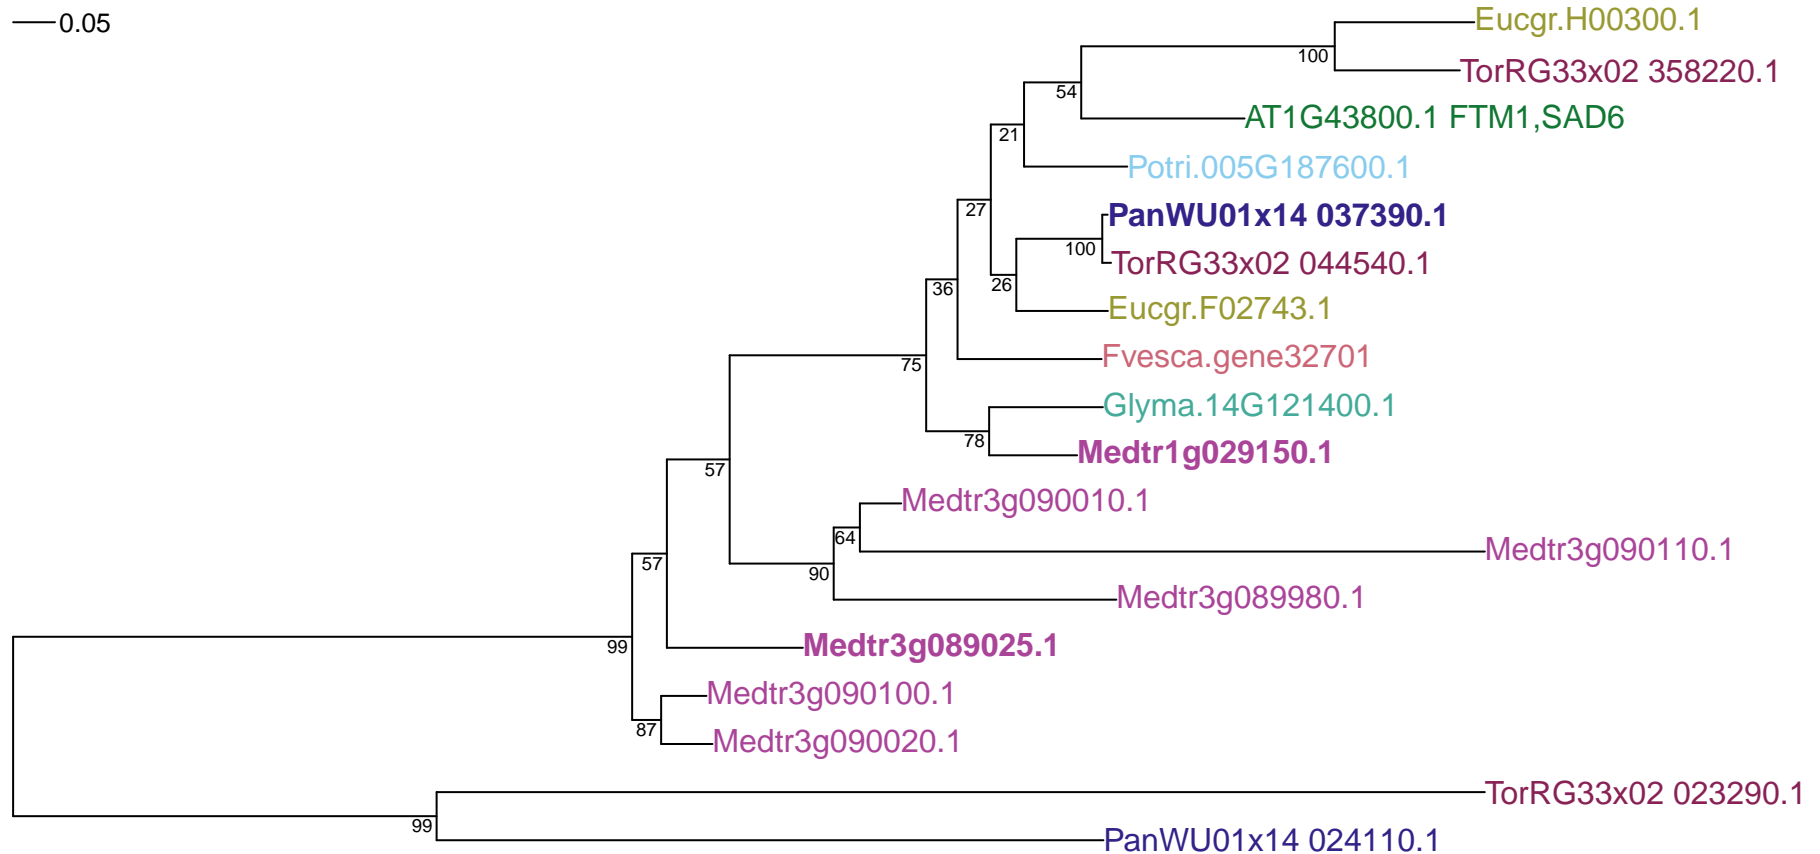 0.05
Eucgr.H00300.1
100
TorRG33x02 358220.1
54
AT1G43800.1 FTM1,SAD6
21
Potri.005G187600.1
27
PanWU01x14 037390.1
100
TorRG33x02 044540.1
26
36
Eucgr.F02743.1
75
Fvesca.gene32701
Glyma.14G121400.1
78
Medtr1g029150.1
57
Medtr3g090010.1
64
Medtr3g090110.1
57
90
Medtr3g089980.1
99
Medtr3g089025.1
Medtr3g090100.1
87
Medtr3g090020.1
TorRG33x02 023290.1
99
PanWU01x14 024110.1